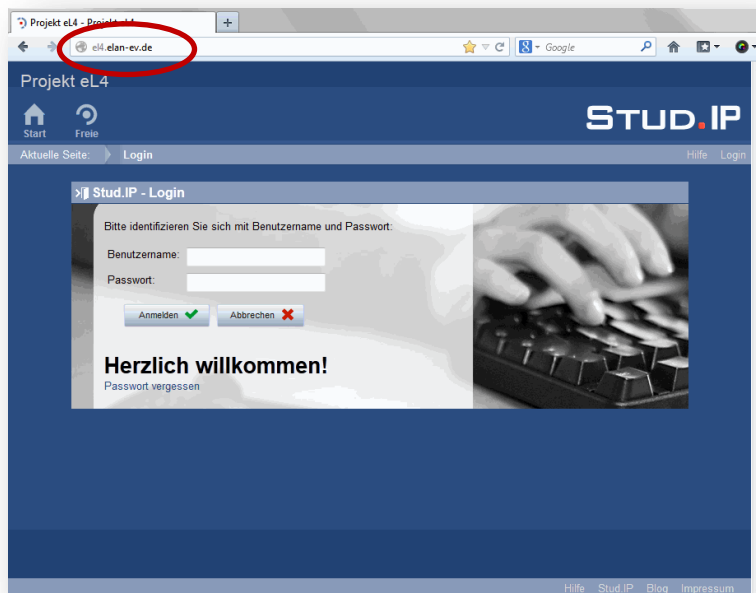 Projekt eL4 - Projekt eL4
el4.elan-ev.de
Google
Projekt eL4
Start
Freie
STUD.IP
Aktuelle Seite:
Login
Hilfe
Login
Stud.IP - Login
Bitte identifizieren Sie sich mit Benutzername und Passwort:
Benutzername:
Passwort:
Anmelden
Abbrechen
Herzlich willkommen!
Passwort vergessen
Hilfe
Stud.IP
Blog
Impressum